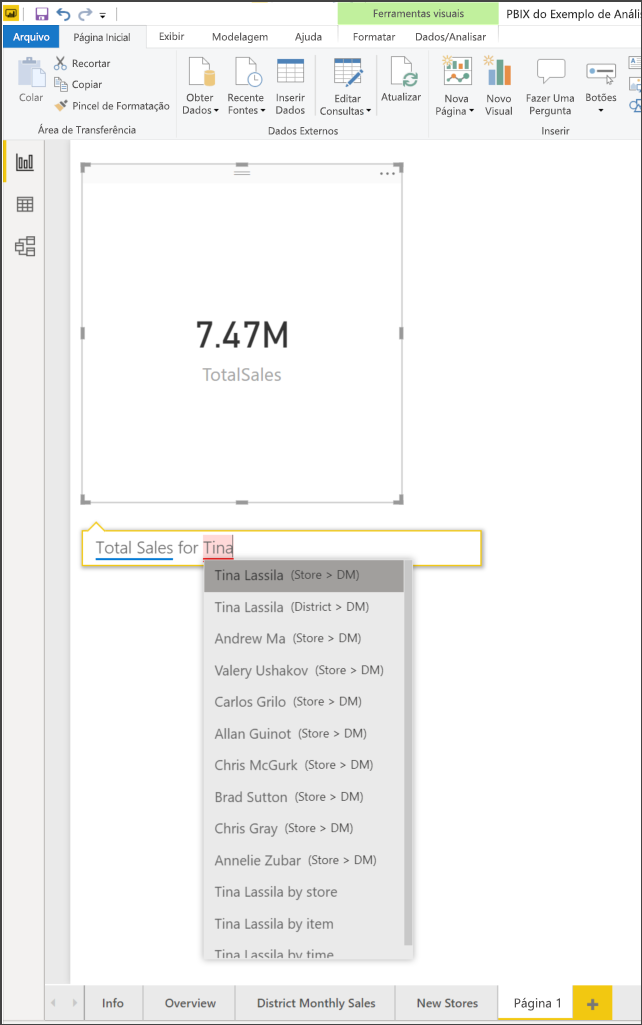 Ferramentas visuais
PBIX do Exemplo de Anális
Arquivo Página Inicial Exibir Modelagem Ajuda Formatar Dados/Analisar
Colar
Recortar
Copiar
Pincel de Formatação
Área de Transferência
Obter Dados
Recente Fontes
Inserir Dados
Editar Consultas
Atualizar
Dados Externos
Nova Página
Novo Visual
Fazer Uma Pergunta
Botões
Inserir
7.47M
TotalSales
Total Sales for Tina
Tina Lassila (Store > DM)
Tina Lassila (District > DM)
Andrew Ma (Store > DM)
Valery Ushakov (Store > DM)
Carlos Grilo (Store > DM)
Allan Guinot (Store > DM)
Chris McGurk (Store > DM)
Brad Sutton (Store > DM)
Chris Gray (Store > DM)
Annelie Zubar (Store > DM)
Tina Lassila by store
Tina Lassila by item
Tina Lassila by time
Info Overview District Monthly Sales New Stores Página 1